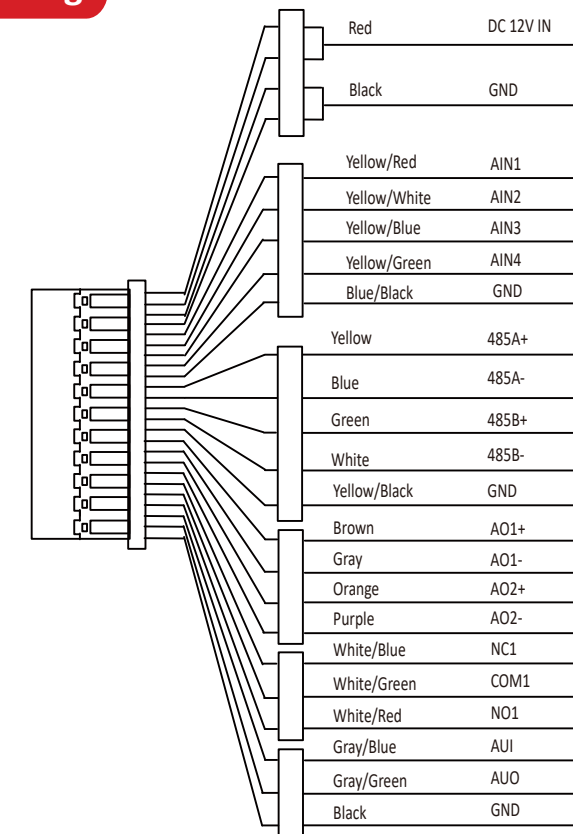 g
Red DC 12V IN
Black GND
Yellow/Red AIN1
Yellow/White AIN2
Yellow/Blue AIN3
Yellow/Green AIN4
Blue/Black GND
Yellow 485A+
Blue 485A-
Green 485B+
White 485B-
Yellow/Black GND
Brown AO1+
Gray AO1-
Orange AO2+
Purple AO2-
White/Blue NC1
White/Green COM1
White/Red NO1
Gray/Blue AUI
Gray/Green AUO
Black GND